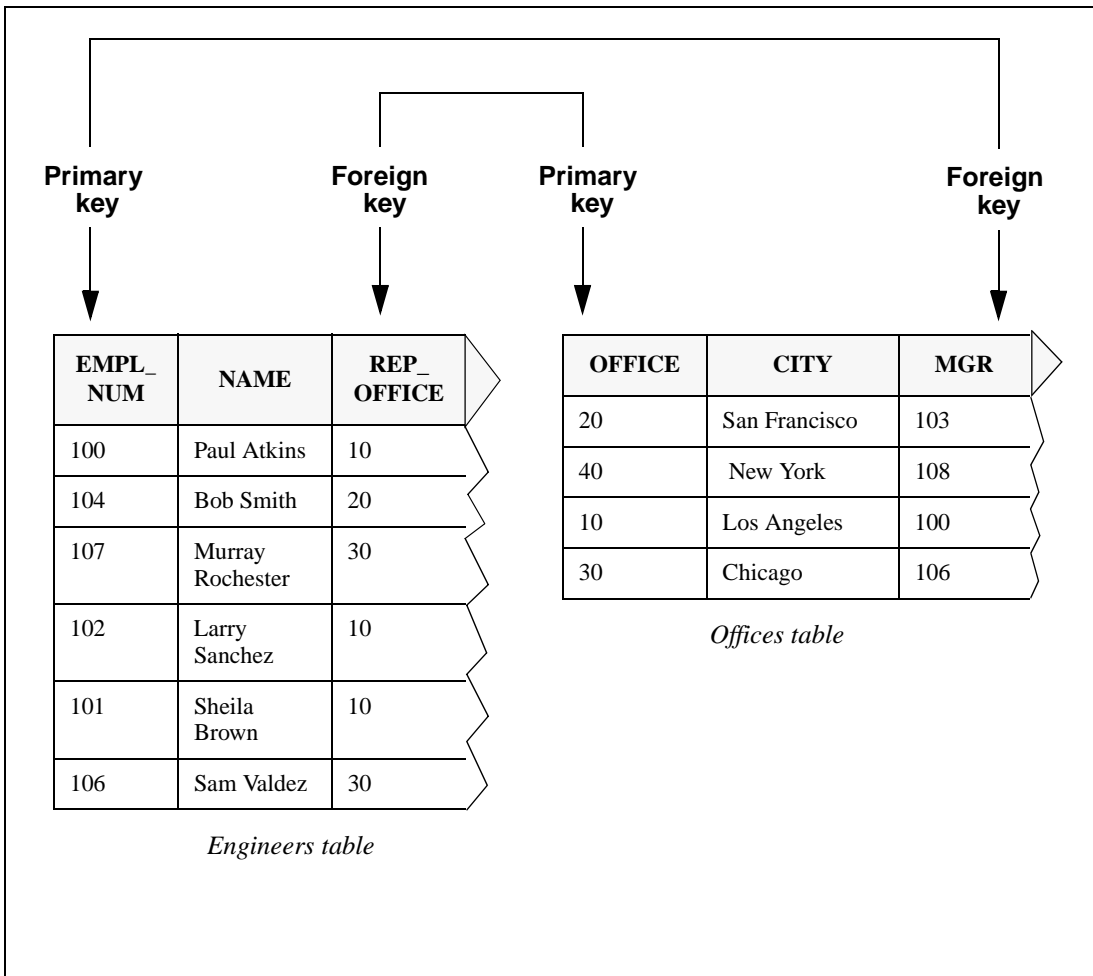 Primary
key
Foreign
key
Primary
key
Foreign
key
EMPL_
NUM
NAME
REP_
OFFICE
100 Paul Atkins 10
104 Bob Smith 20
107 Murray
Rochester 30
102 Larry
Sanchez 10
101 Sheila
Brown 10
106 Sam Valdez 30
Engineers table
OFFICE CITY MGR
20 San Francisco 103
40 New York 108
10 Los Angeles 100
30 Chicago 106
Offices table